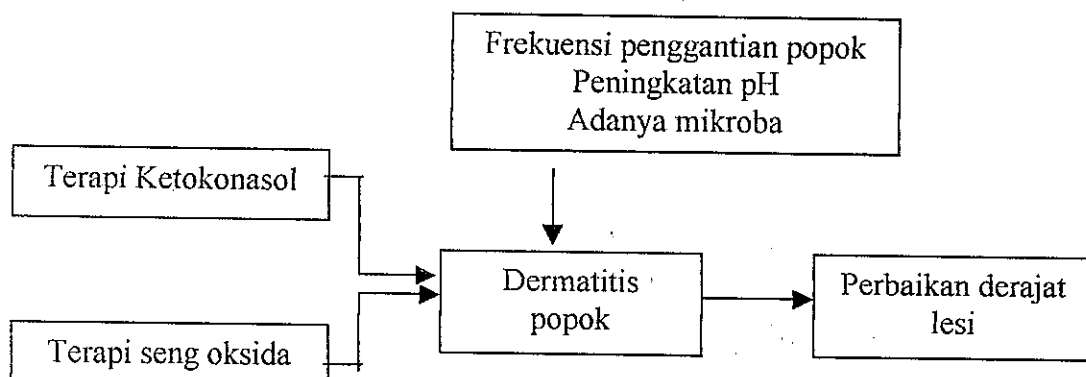 Frekuensi penggantian popok
Peningkatan pH
Adanya mikroba
Terapi Ketokonasol
Dermatitis
popok
Perbaikan derajat
lesi
Terapi seng oksida